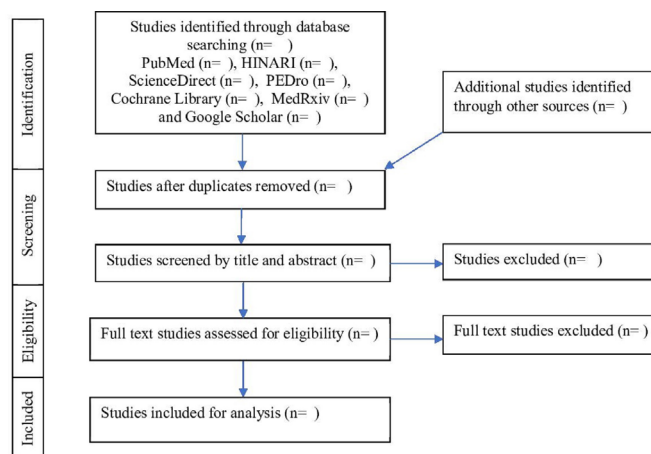 Identification
Studies identified through database
searching (n=   )
PubMed (n=  ), HINARI (n=  ),
ScienceDirect (n=  ),  PEDro (n=  ),
Cochrane Library (n=  ),  MedRxiv (n=  )
and Google Scholar (n=  )
Additional studies identified
through other sources (n=  )
Screening
Studies after duplicates removed (n=   )
Studies screened by title and abstract (n=  )
Studies excluded (n=   )
Eligibility
Full text studies assessed for eligibility (n= )
Full text studies excluded (n= )
Included
Studies included for analysis (n=  )